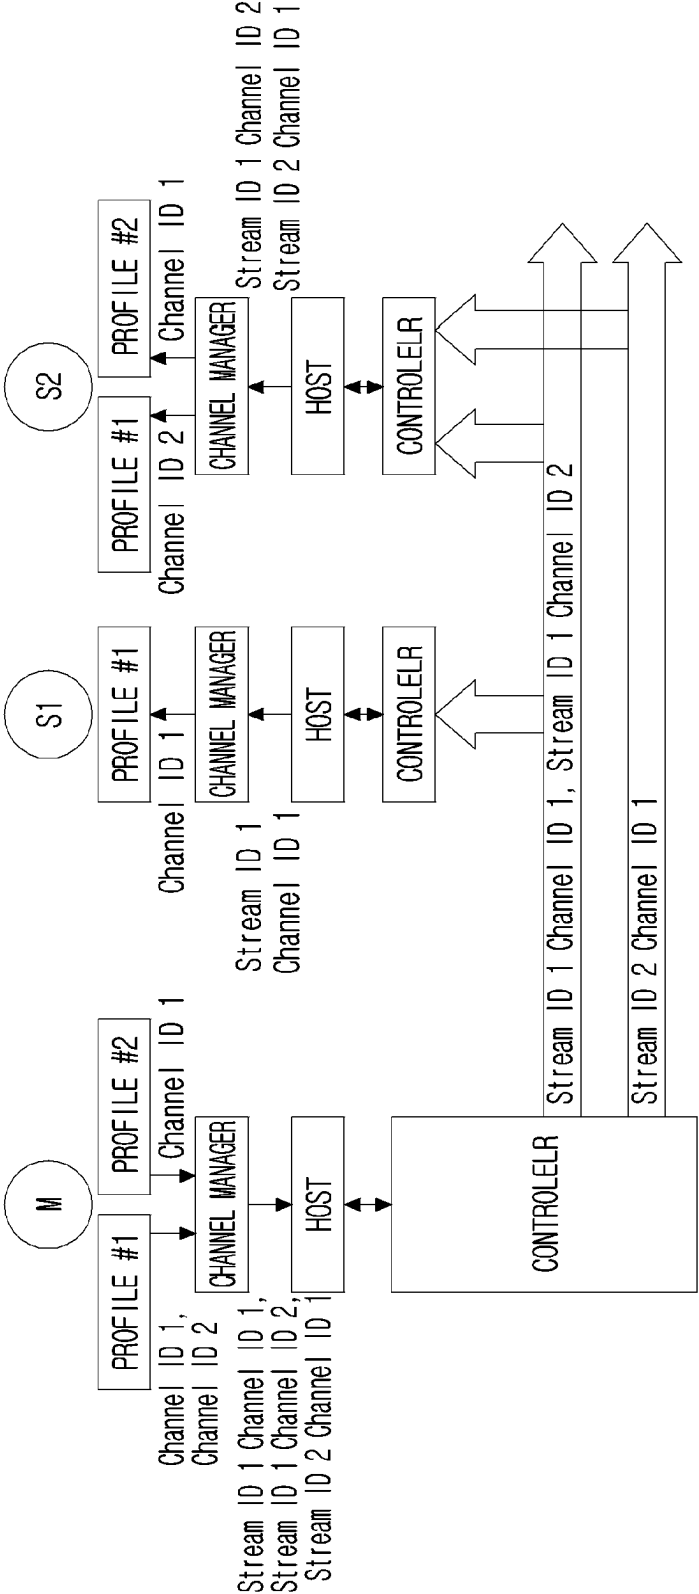 M
PROFILE #1
PROFILE #2
Channel ID 1,
Channel ID 2
Channel ID 1
CHANNEL MANAGER
Stream ID 1 Channel ID 1,
Stream ID 1 Channel ID 2,
Stream ID 2 Channel ID 1
HOST
CONTROLELR
S1
PROFILE #1
Channel ID 1
CHANNEL MANAGER
Stream ID 1
Channel ID 1
HOST
CONTROLELR
S2
PROFILE #1
PROFILE #2
Channel ID 2
Channel ID 1
CHANNEL MANAGER
Stream ID 1 Channel ID 2
Stream ID 2 Channel ID 1
HOST
CONTROLELR
Stream ID 1 Channel ID 1, Stream ID 1 Channel ID 2
Stream ID 2 Channel ID 1